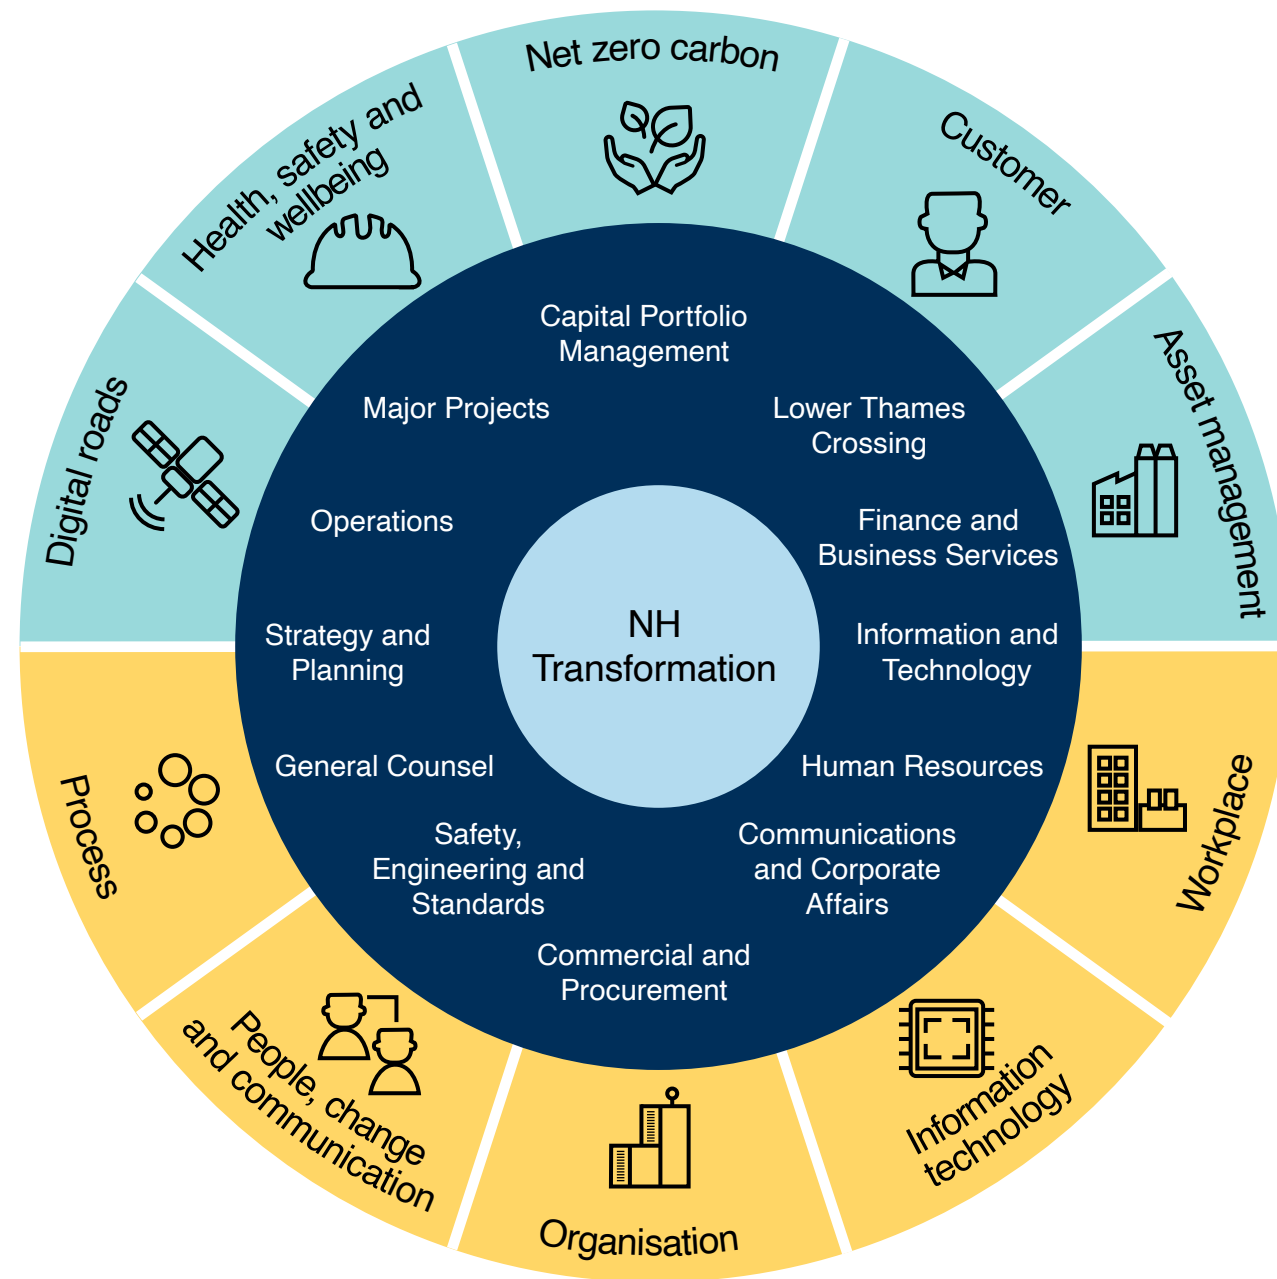 Net zero carbon
Customer
Asset management
Workplace
Information
technology
Organisation
People, change
and communication
Process
Digital roads
Health, safety and
wellbeing
Capital Portfolio
Management
Lower Thames
Crossing
Finance and
Business Services
Information and
Technology
Human Resources
Communications
and Corporate
Affairs
Commercial and
Procurement
Safety,
Engineering and
Standards
General Counsel
Strategy and
Planning
Operations
Major Projects
NH
Transformation